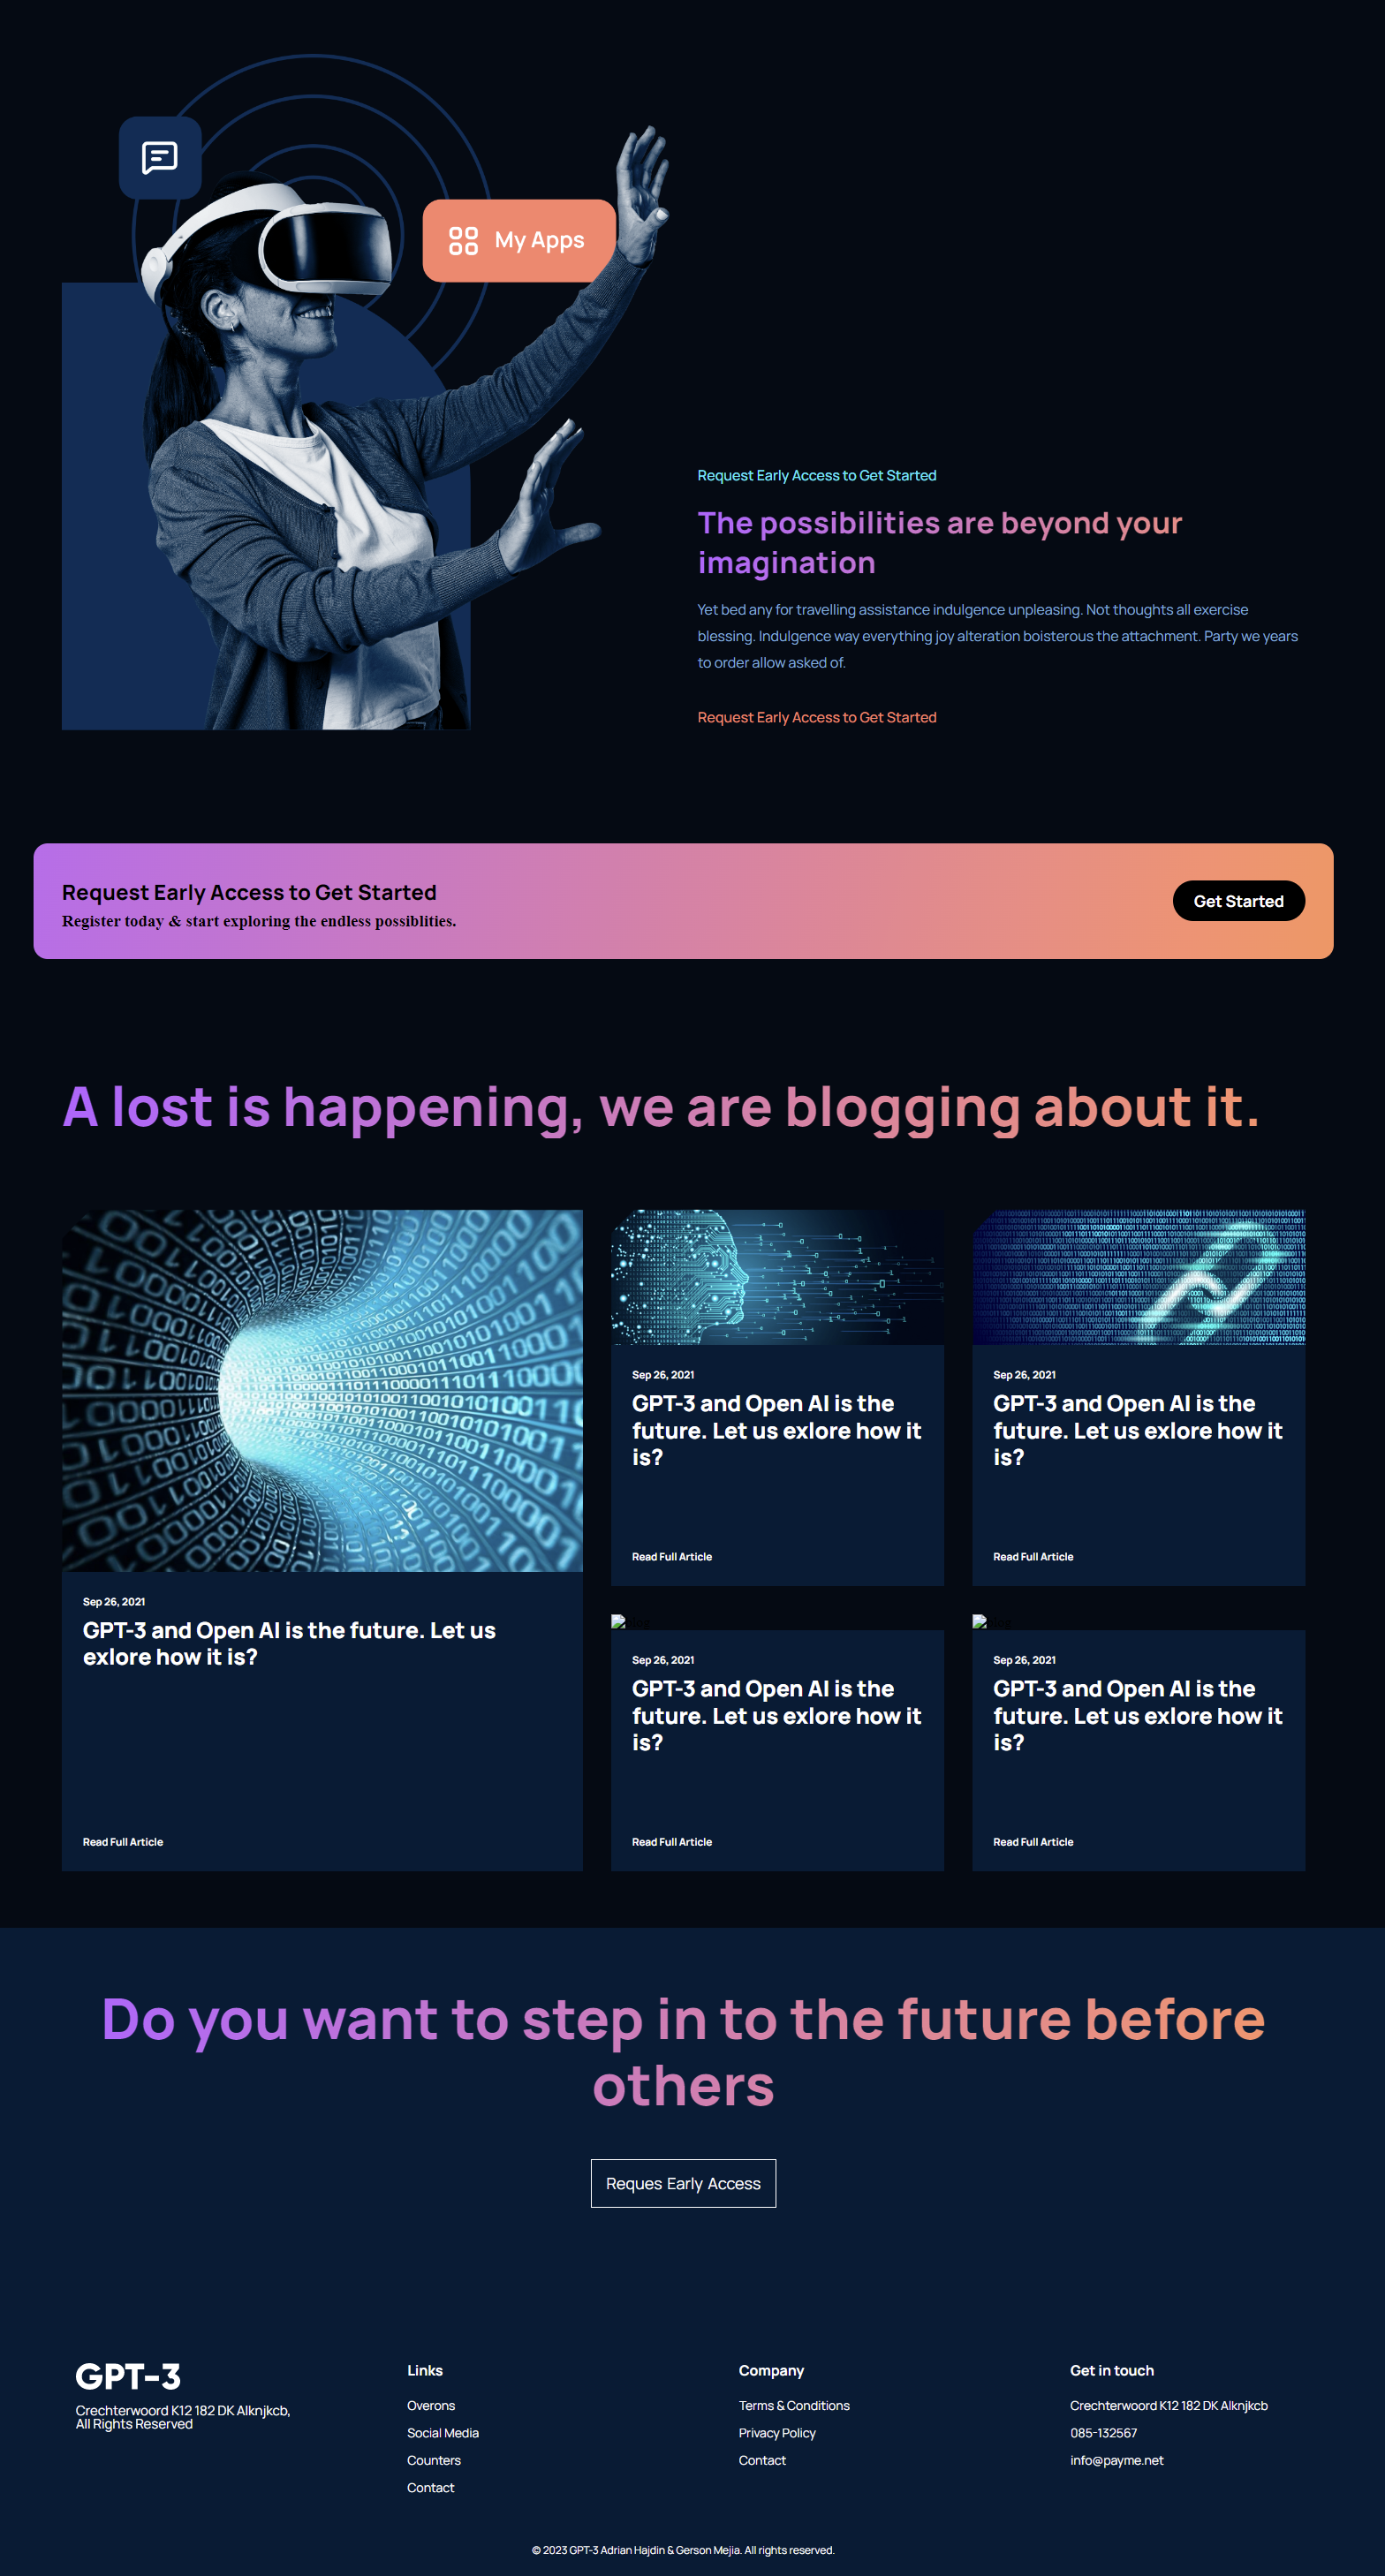 My Apps
Request Early Access to Get Started
The possibilities are beyond your
imagination
Yet bed any for travelling assistance indulgence unpleasing. Not thoughts all exercise
blessing. Indulgence way everything joy alteration boisterous the attachment. Party we years
to order allow asked of.
Request Early Access to Get Started
Request Early Access to Get Started
Register today & start exploring the endless possiblities.
Get Started
A lost is happening, we are blogging about it.
Sep 26, 2021
GPT-3 and Open AI is the future. Let us
exlore how it is?
Read Full Article
Sep 26, 2021
GPT-3 and Open AI is the
future. Let us exlore how it
is?
Read Full Article
Sep 26, 2021
GPT-3 and Open AI is the
future. Let us exlore how it
is?
Read Full Article
blog
Sep 26, 2021
GPT-3 and Open AI is the
future. Let us exlore how it
is?
Read Full Article
blog
Sep 26, 2021
GPT-3 and Open AI is the
future. Let us exlore how it
is?
Read Full Article
Do you want to step in to the future before
others
Reques Early Access
GPT-3
Crechterwoord K12 182 DK Alknjkcb,
All Rights Reserved
Links
Overons
Social Media
Counters
Contact
Company
Terms & Conditions
Privacy Policy
Contact
Get in touch
Crechterwoord K12 182 DK Alknjkcb
085-132567
info@payme.net
© 2023 GPT-3 Adrian Hajdin & Gerson Mejia. All rights reserved.